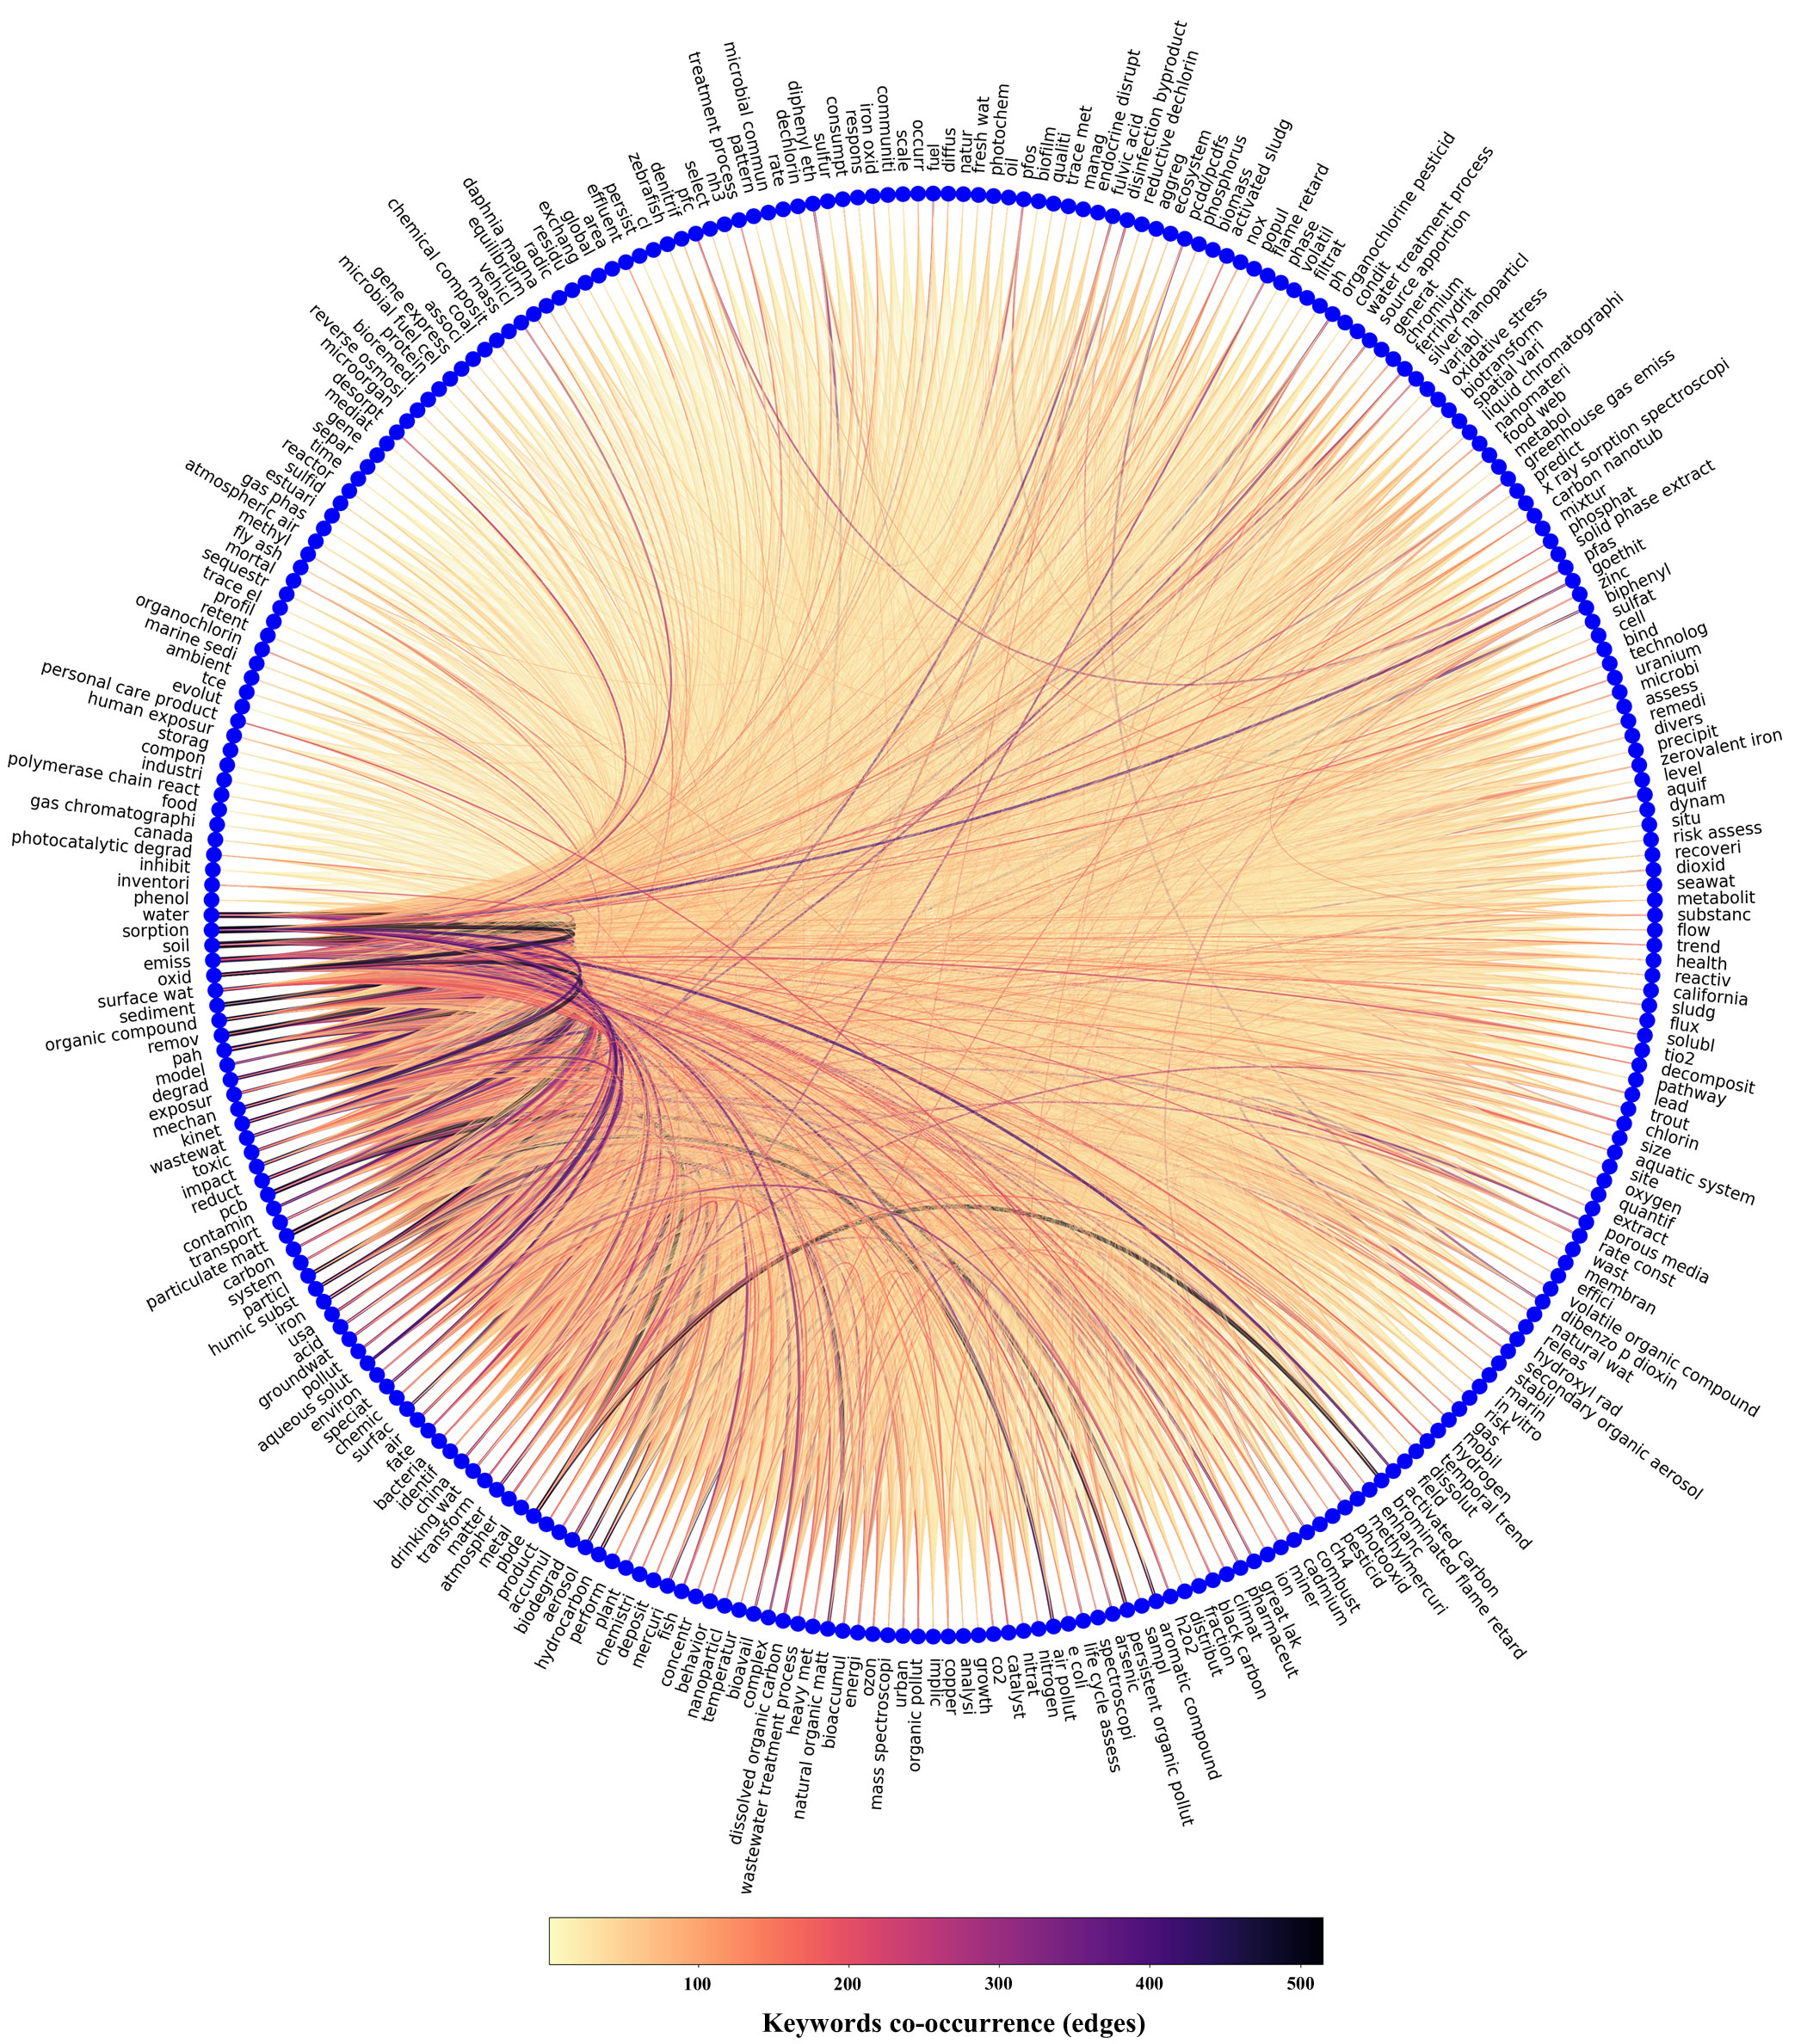 treatment process
microbial commun
pattern
rate
dechlorin
diphenyl eth
sulfur
consumpt
respons
iron oxid
communiti
scale
occurr
fuel
diffus
natur
fresh wat
photochem
oil
pfos
biofilm
qualiti
trace met
manag
endocrine disrupt
fulvic acid
disinfection byproduct
reductive dechlorin
aggreg
ecosystem
pcdd/pcdfs
phosphorus
biomass
activated sludg
nox
popul
flame retard
phase
volatil
filtrat
ph
organochlorine pesticid
condit
water treatment process
source apportion
generat
chromium
ferrihydrit
silver nanoparticl
variabl
oxidative stress
biotransform
spatial vari
liquid chromatographi
nanomateri
food web
metabol
greenhouse gas emiss
predict
x ray sorption spectroscopi
carbon nanotub
mixtur
phosphat
solid phase extract
pfas
goethit
zinc
biphenyl
sulfat
cell
bind
technolog
uranium
microbi
assess
remedi
divers
precipit
zerovalent iron
level
aquif
dynam
situ
risk assess
recoveri
dioxid
seawat
metabolit
substanc
flow
trend
health
reactiv
california
sludg
flux
solubl
tio2
decomposit
pathway
lead
trout
chlorin
size
aquatic system
site
oxygen
quantif
extract
porous media
rate const
wast
membran
effici
volatile organic compound
dibenzo p dioxin
natural wat
releas
hydroxyl rad
secondary organic aerosol
stabil
marin
in vitro
risk
gas
mobil
hydrogen
temporal trend
dissolut
field
activated carbon
brominated flame retard
enhanc
methylmercuri
photooxid
pesticid
ch4
combust
cadmium
miner
ion
great lak
pharmaceut
climat
black carbon
fraction
distribut
h2o2
aromatic compound
sampl
persistent organic pollut
arsenic
spectroscopi
life cycle assess
e coli
air pollut
nitrogen
nitrat
catalyst
co2
growth
analysi
copper
implic
organic pollut
urban
mass spectroscopi
ozon
energi
bioaccumul
natural organic matt
heavy met
wastewater treatment process
dissolved organic carbon
complex
bioavail
temperatur
nanoparticl
behavior
concentr
fish
mercuri
deposit
chemistri
plant
perform
hydrocarbon
aerosol
biodegrad
accumul
product
pbde
metal
atmospher
matter
transform
drinking wat
china
identif
bacteria
fate
air
surfac
chemic
speciat
environ
aqueous solut
pollut
groundwat
acid
usa
iron
humic subst
particl
system
carbon
particulate matt
transport
contamin
pcb
reduct
impact
toxic
wastewat
kinet
mechan
exposur
degrad
model
pah
remov
organic compound
sediment
surface wat
oxid
emiss
soil
sorption
water
phenol
inventori
inhibit
photocatalytic degrad
canada
gas chromatographi
food
polymerase chain react
industri
compon
storag
human exposur
personal care product
evolut
tce
ambient
marine sedi
organochlorin
retent
profil
trace el
sequestr
mortal
fly ash
methyl
atmospheric air
gas phas
estuari
sulfid
reactor
time
separ
gene
mediat
desorpt
microorgan
reverse osmosi
bioremedi
protein
microbial fuel cel
gene express
associ
coal
chemical composit
mass
vehicl
equilibrium
daphnia magna
radic
residu
exchang
global
area
effluent
persist
cl
zebrafish
denitrif
pfc
select
nh3
100
200
300
400
500
Keywords co-occurrence (edges)